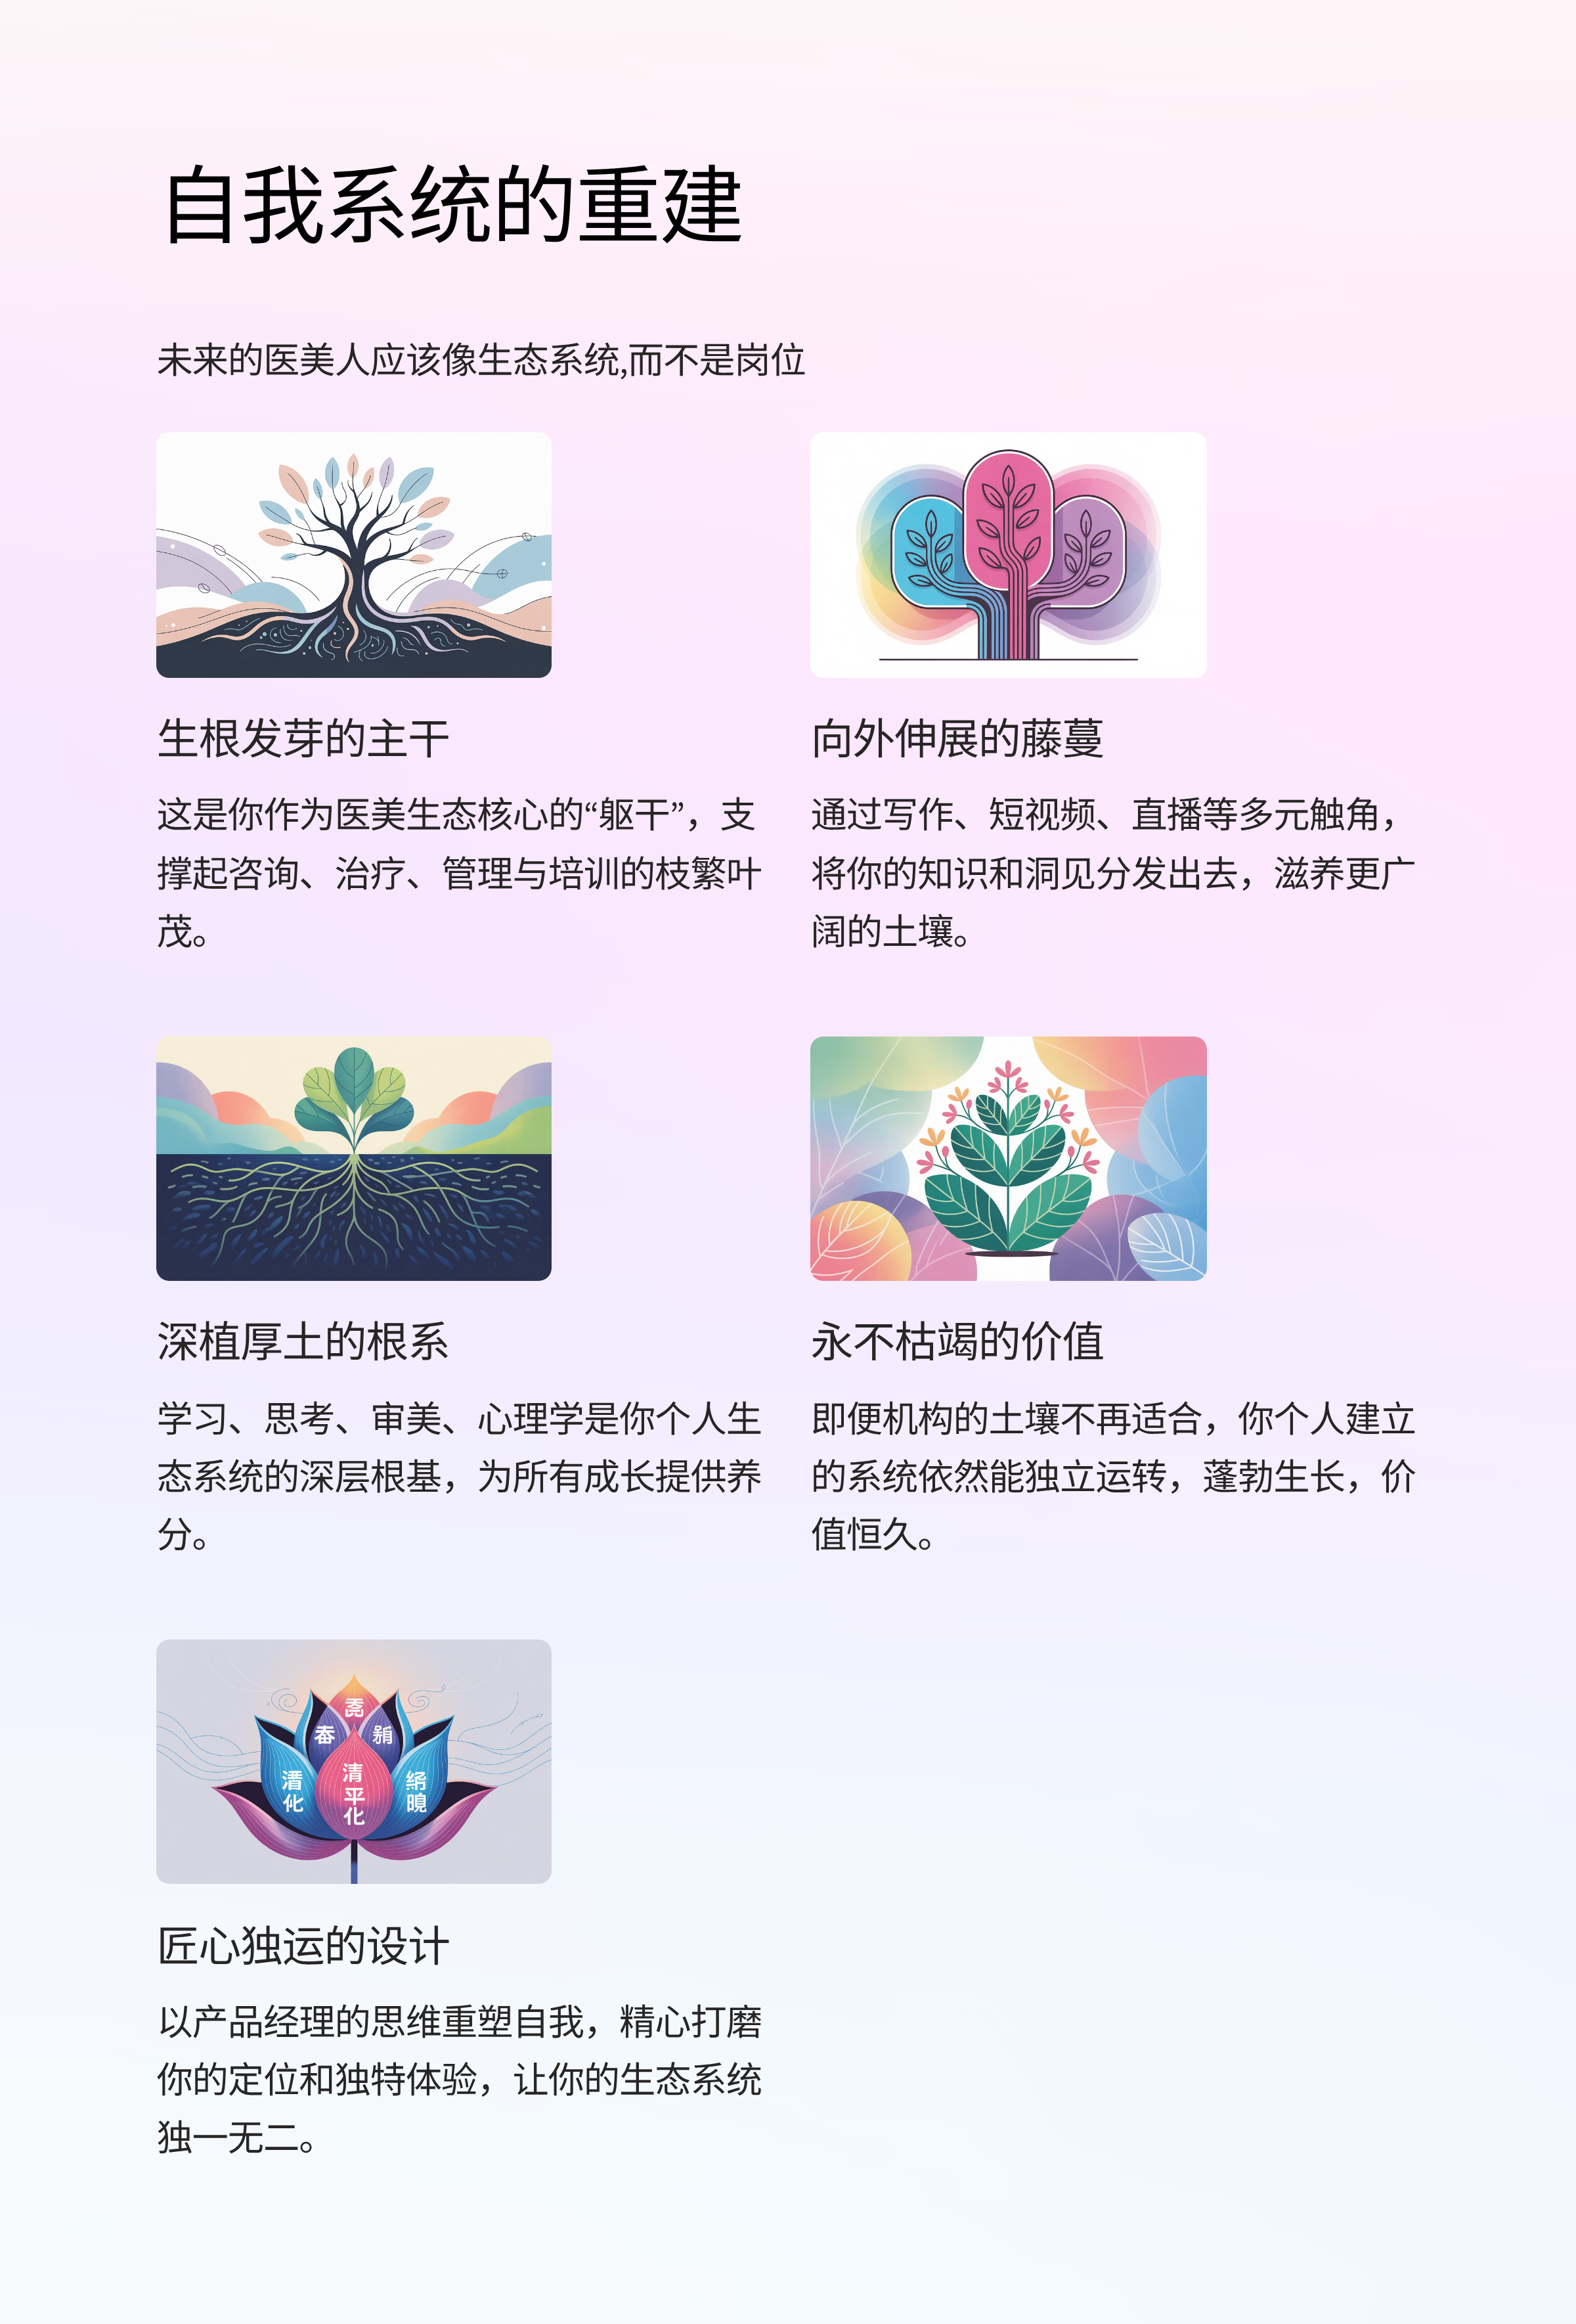 自我系统的重建
未来的医美人应该像生态系统,而不是岗位
生根发芽的主干
这是你作为医美生态核心的“躯干”，支
撑起咨询、治疗、管理与培训的枝繁叶
茂。
向外伸展的藤蔓
通过写作、短视频、直播等多元触角，
将你的知识和洞见分发出去，滋养更广
阔的土壤。
深植厚土的根系
学习、思考、审美、心理学是你个人生
态系统的深层根基，为所有成长提供养
分。
永不枯竭的价值
即便机构的土壤不再适合，你个人建立
的系统依然能独立运转，蓬勃生长，价
值恒久。
清
平
化
化
匠心独运的设计
以产品经理的思维重塑自我，精心打磨
你的定位和独特体验，让你的生态系统
独一无二。